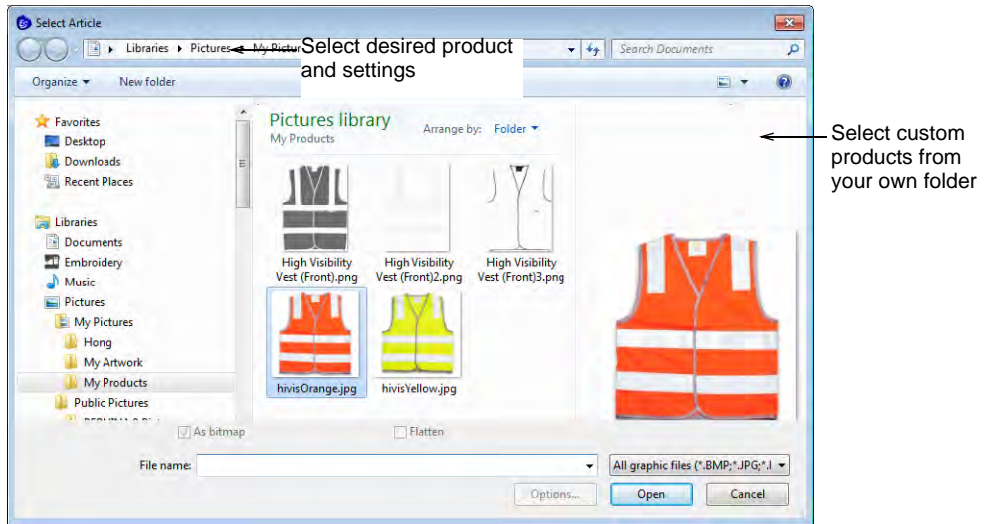 Select Article
Libraries Pictures My Pictur
Search Documents
Select desired product
and settings
Organize New folder
Favorites
Desktop
Downloads
Recent Places
Libraries
Documents
Embroidery
Music
Pictures
My Pictures
Hong
My Artwork
My Products
Public Pictures
Pictures library
My Products
Arrange by: Folder
High Visibility
Vest (Front).png
High Visibility
Vest (Front)2.png
High Visibility
Vest (Front)3.png
hivisOrange.jpg
hivisYellow.jpg
Select custom
products from
your own folder
As bitmap
Flatten
File name:
All graphic files (*.BMP;*.JPG;*.I
Options...
Open
Cancel